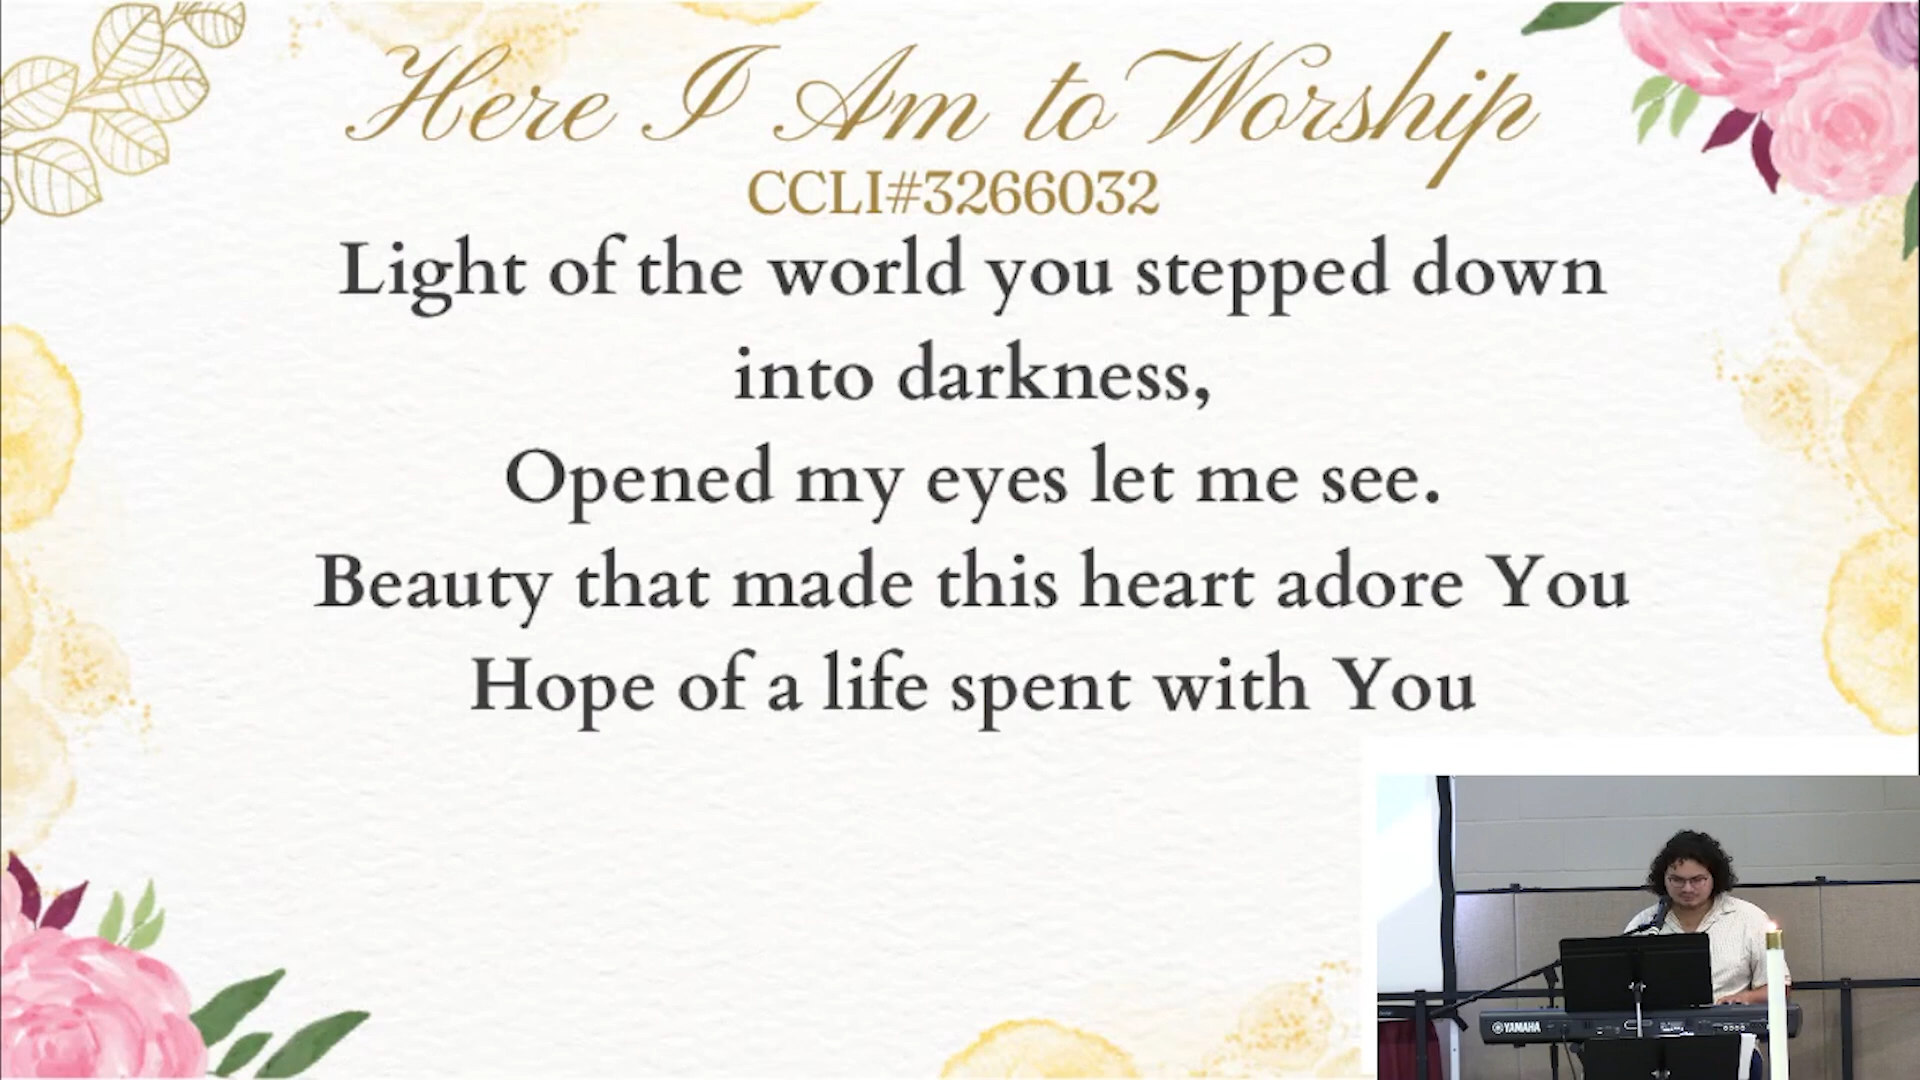 Here I Am to Worship
CCLI#3266032
Light of the world you stepped down
into darkness,
Opened my eyes let me see.
Beauty that made this heart adore You
Hope of a life spent with You
YAMAHA